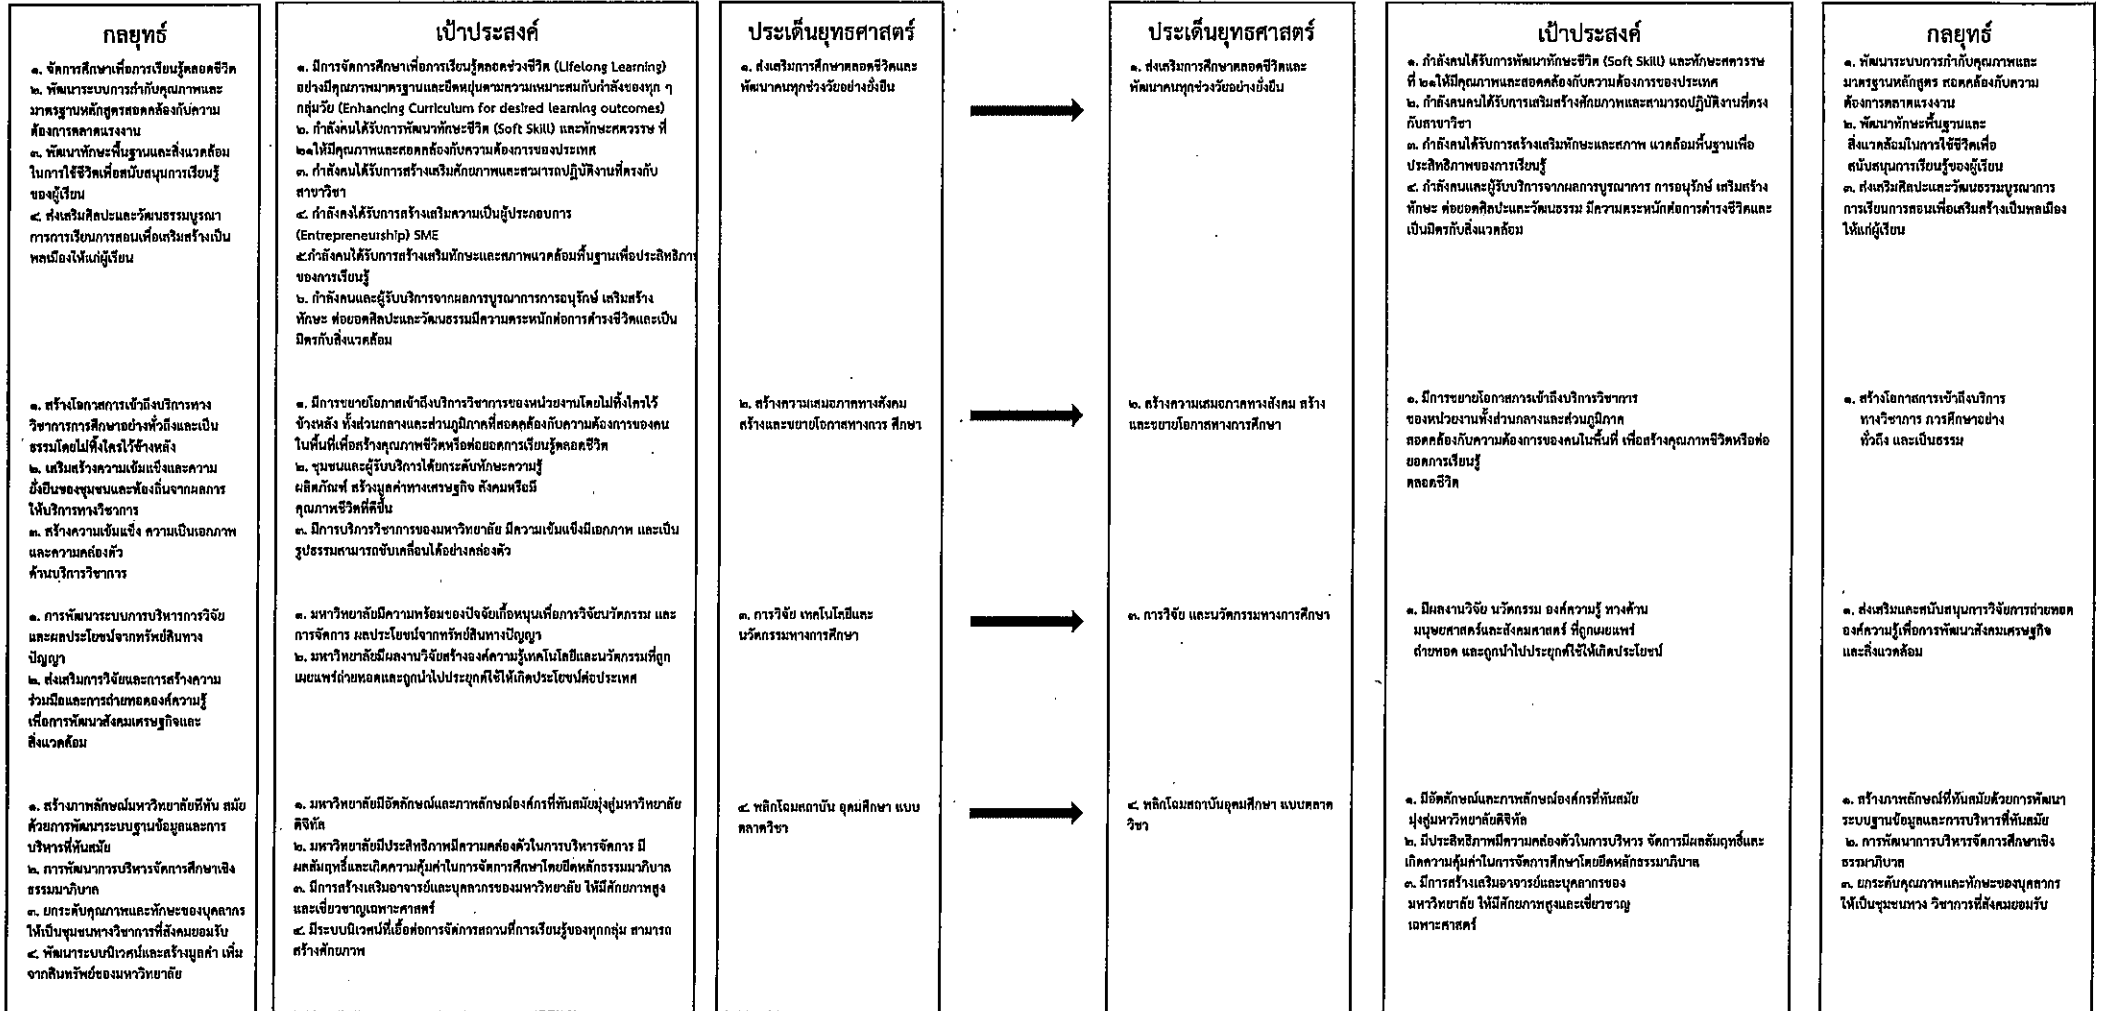 กลยุทธ์
๑. จัดการศึกษาเพื่อการเรียนรู้ตลอดชีวิต
๒. พัฒนาระบบการกำกับคุณภาพและ
มาตรฐานหลักสูตรสอดคล้องกับความ
ต้องการตลาดแรงงาน
๓. พัฒนาทักษะพื้นฐานและสิ่งแวดล้อม
ในการใช้ชีวิตเพื่อสนับสนุนการเรียนรู้
ของผู้เรียน
๔. ส่งเสริมศิลปะและวัฒนธรรมบูรณา
การการเรียนการสอนเพื่อเสริมสร้างเป็น
พลเมืองให้แก่ผู้เรียน
๑. สร้างโอกาสการเข้าถึงบริการทาง
วิชาการการศึกษาอย่างทั่วถึงและเป็น
ธรรมโดยไม่ทิ้งใครไว้ข้างหลัง
๒. เสริมสร้างความเข้มแข็งและความ
ยั่งยืนของชุมชนและท้องถิ่นจากผลการ
ให้บริการทางวิชาการ
๓. สร้างความเข้มแข็ง ความเป็นเอกภาพ
และความคล่องตัว
ด้านบริการวิชาการ
๑. การพัฒนาระบบการบริหารการวิจัย
และผลประโยชน์จากทรัพย์สินทาง
ปัญญา
๒. ส่งเสริมการวิจัยและการสร้างความ
ร่วมมือและการถ่ายทอดองค์ความรู้
เพื่อการพัฒนาสังคมเศรษฐกิจและ
สิ่งแวดล้อม
๑. สร้างภาพลักษณ์มหาวิทยาลัยที่ทัน สมัย
ด้วยการพัฒนาระบบฐานข้อมูลและการ
บริหารที่ทันสมัย
๒. การพัฒนาการบริหารจัดการศึกษาเชิง
ธรรมาภิบาล
๓. ยกระดับคุณภาพและทักษะของบุคลากร
ให้เป็นชุมชนทางวิชาการที่สังคมยอมรับ
๔. พัฒนาระบบนิเวศน์และสร้างมูลค่า เพิ่ม
จากสินทรัพย์ของมหาวิทยาลัย
เป้าประสงค์
๑. มีการจัดการศึกษาเพื่อการเรียนรู้ตลอดช่วงชีวิต (Lifelong Learning)
อย่างมีคุณภาพมาตรฐานและยืดหยุ่นตามความเหมาะสมกับกำลังของทุก ๆ
กลุ่มวัย (Enhancing Curriculum for desired learning outcomes)
๒. กำลังคนได้รับการพัฒนาทักษะชีวิต (Soft Skill) และทักษะศตวรรษ ที่
๒๑ให้มีคุณภาพและสอดคล้องกับความต้องการของประเทศ
๓. กำลังคนได้รับการสร้างเสริมศักยภาพและสามารถปฏิบัติงานที่ตรงกับ
สาขาวิชา
๔. กำลังคงได้รับการสร้างเสริมความเป็นผู้ประกอบการ
(Entrepreneurship) SME
๕.กำลังคนได้รับการสร้างเสริมทักษะและสภาพแวดล้อมพื้นฐานเพื่อประสิทธิภาพ
ของการเรียนรู้
๖. กำลังคนและผู้รับบริการจากผลการบูรณาการการอนุรักษ์ เสริมสร้าง
ทักษะ ต่อยอดศิลปะและวัฒนธรรมมีความตระหนักต่อการดำรงชีวิตและเป็น
มิตรกับสิ่งแวดล้อม
๑. มีการขยายโอกาสเข้าถึงบริการวิชาการของหน่วยงานโดยไม่ทิ้งใครไว้
ข้างหลัง ทั้งส่วนกลางและส่วนภูมิภาคที่สอดคล้องกับความต้องการของคน
ในพื้นที่เพื่อสร้างคุณภาพชีวิตหรือต่อยอดการเรียนรู้ตลอดชีวิต
๒. ชุมชนและผู้รับบริการได้ยกระดับทักษะความรู้
ผลิตภัณฑ์ สร้างมูลค่าทางเศรษฐกิจ สังคมหรือมี
คุณภาพชีวิตที่ดีขึ้น
๓. มีการบริการวิชาการของมหาวิทยาลัย มีความเข้มแข็งมีเอกภาพ และเป็น
รูปธรรมสามารถขับเคลื่อนได้อย่างคล่องตัว
๑. มหาวิทยาลัยมีความพร้อมของปัจจัยเกื้อหนุนเพื่อการวิจัยนวัตกรรม และ
การจัดการ ผลประโยชน์จากทรัพย์สินทางปัญญา
๒. มหาวิทยาลัยมีผลงานวิจัยสร้างองค์ความรู้เทคโนโลยีและนวัตกรรมที่ถูก
เผยแพร่ถ่ายทอดและถูกนำไปประยุกต์ใช้ให้เกิดประโยชน์ต่อประเทศ
๑. มหาวิทยาลัยมีอัตลักษณ์และภาพลักษณ์องค์กรที่ทันสมัยมุ่งสู่มหาวิทยาลัย
ดิจิทัล
๒. มหาวิทยาลัยมีประสิทธิภาพมีความคล่องตัวในการบริหารจัดการ มี
ผลสัมฤทธิ์และเกิดความคุ้มค่าในการจัดการศึกษาโดยยึดหลักธรรมมาภิบาล
๓. มีการสร้างเสริมอาจารย์และบุคลากรของมหาวิทยาลัย ให้มีศักยภาพสูง
และเชี่ยวชาญเฉพาะศาสตร์
๔. มีระบบนิเวศน์ที่เอื้อต่อการจัดการสถานที่การเรียนรู้ของทุกกลุ่ม สามารถ
สร้างศักยภาพ
ประเด็นยุทธศาสตร์
๑. ส่งเสริมการศึกษาตลอดชีวิตและ
พัฒนาคนทุกช่วงวัยอย่างยั่งยืน
๒. สร้างความเสมอภาคทางสังคม
สร้างและขยายโอกาสทางการ ศึกษา
๓. การวิจัย เทคโนโลยีและ
นวัตกรรมทางการศึกษา
๔. พลิกโฉมสถาบัน อุดมศึกษา แบบ
ตลาดวิชา
ประเด็นยุทธศาสตร์
๑. ส่งเสริมการศึกษาตลอดชีวิตและ
พัฒนาคนทุกช่วงวัยอย่างยั่งยืน
๒. สร้างความเสมอภาคทางสังคม สร้าง
และขยายโอกาสทางการศึกษา
๓. การวิจัย และนวัตกรรมทางการศึกษา
๔. พลิกโฉมสถาบันอุดมศึกษา แบบตลาด
วิชา
เป้าประสงค์
๑. กำลังคนได้รับการพัฒนาทักษะชีวิต (Soft Skill) และทักษะศตวรรษ
ที่ ๒๑ให้มีคุณภาพและสอดคล้องกับความต้องการของประเทศ
๒. กำลังคนคนได้รับการเสริมสร้างศักยภาพและสามารถปฏิบัติงานที่ตรง
กับสาขาวิชา
๓. กำลังคนได้รับการสร้างเสริมทักษะและสภาพ แวดล้อมพื้นฐานเพื่อ
ประสิทธิภาพของการเรียนรู้
๔. กำลังคนและผู้รับบริการจากผลการบูรณาการ การอนุรักษ์ เสริมสร้าง
ทักษะ ต่อยอดศิลปะและวัฒนธรรม มีความตระหนักต่อการดำรงชีวิตและ
เป็นมิตรกับสิ่งแวดล้อม
๑. มีการขยายโอกาสการเข้าถึงบริการวิชาการ
ของหน่วยงานทั้งส่วนกลางและส่วนภูมิภาค
สอดคล้องกับความต้องการของคนในพื้นที่ เพื่อสร้างคุณภาพชีวิตหรือต่อ
ยอดการเรียนรู้
ตลอดชีวิต
๑. มีผลงานวิจัย นวัตกรรม องค์ความรู้ ทางด้าน
มนุษยศาสตร์และสังคมศาสตร์ ที่ถูกเผยแพร่
ถ่ายทอด และถูกนำไปประยุกต์ใช้ให้เกิดประโยชน์
๑. มีอัตลักษณ์และภาพลักษณ์องค์กรที่ทันสมัย
มุ่งสู่มหาวิทยาลัยดิจิทัล
๒. มีประสิทธิภาพมีความคล่องตัวในการบริหาร จัดการมีผลสัมฤทธิ์และ
เกิดความคุ้มค่าในการจัดการศึกษาโดยยึดหลักธรรมมาภิบาล
๓. มีการสร้างเสริมอาจารย์และบุคลากรของ
มหาวิทยาลัย ให้มีศักยภาพสูงและเชี่ยวชาญ
เฉพาะศาสตร์
กลยุทธ์
๑. พัฒนาระบบการกำกับคุณภาพและ
มาตรฐานหลักสูตร สอดคล้องกับความ
ต้องการตลาดแรงงาน
๒. พัฒนาทักษะพื้นฐานและ
สิ่งแวดล้อมในการใช้ชีวิตเพื่อ
สนับสนุนการเรียนรู้ของผู้เรียน
๓. ส่งเสริมศิลปะและวัฒนธรรมบูรณาการ
การเรียนการสอนเพื่อเสริมสร้างเป็นพลเมือง
ให้แก่ผู้เรียน
๑. สร้างโอกาสการเข้าถึงบริการ
ทางวิชาการ การศึกษาอย่าง
ทั่วถึง และเป็นธรรม
๑. ส่งเสริมและสนับสนุนการวิจัยการถ่ายทอด
องค์ความรู้เพื่อการพัฒนาสังคมเศรษฐกิจ
และสิ่งแวดล้อม
๑. สร้างภาพลักษณ์ที่ทันสมัยด้วยการพัฒนา
ระบบฐานข้อมูลและการบริหารที่ทันสมัย
๒. การพัฒนาการบริหารจัดการศึกษาเชิง
ธรรมาภิบาล
๓. ยกระดับคุณภาพและทักษะของบุคลากร
ให้เป็นชุมชนทาง วิชาการที่สังคมยอมรับ